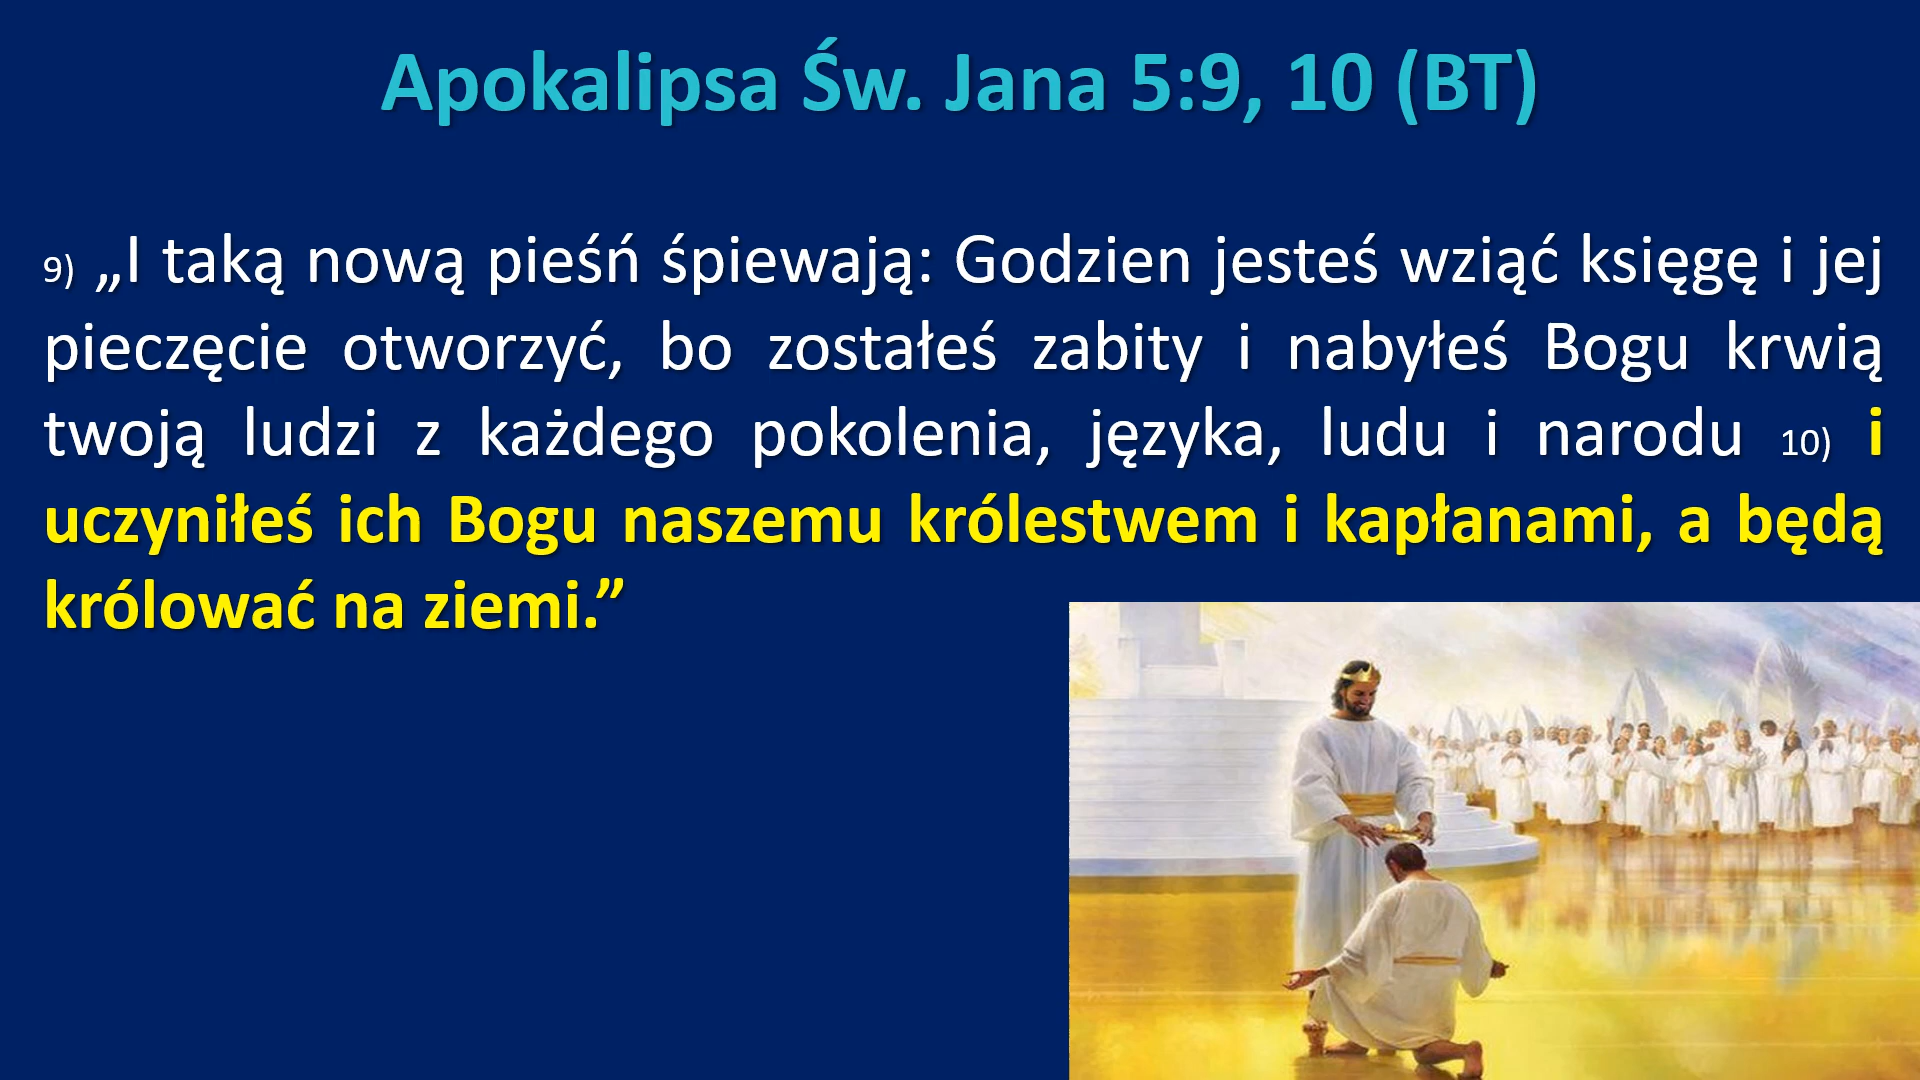 Apokalipsa Św. Jana 5:9, 10 (BT)
9) „I taką nową pieśń śpiewają: Godzien jesteś wziąć księgę i jej
pieczęcie otworzyć, bo zostałeś zabity i nabyłeś Bogu krwią
twoją ludzi z każdego pokolenia, języka, ludu i narodu 10) i
uczyniłeś ich Bogu naszemu królestwem i kapłanami, a będą
królować na ziemi.”